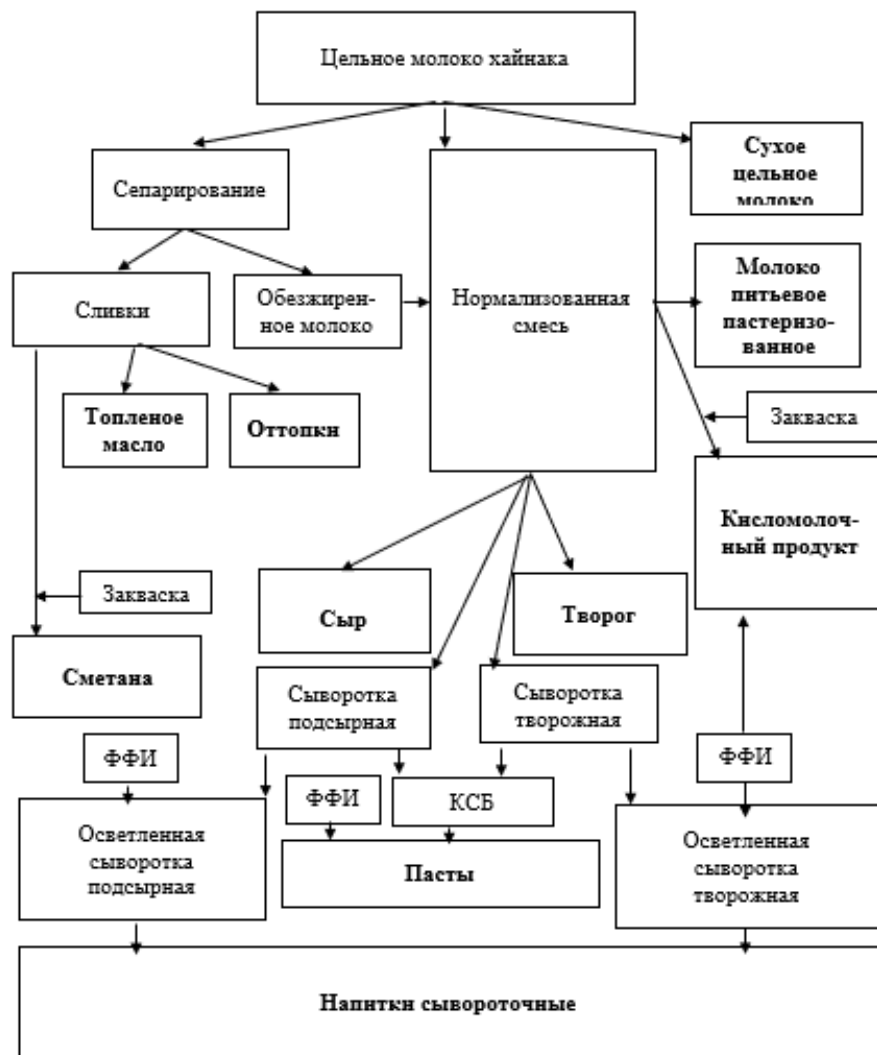 Цельное молоко хайнака
Сухое
цельное
молоко
Сепарирование
Нормализованная
смесь
Молоко
питьевое
пастеризо-
ванное
Сливки
Обезжирен-
ное молоко
Топленое
масло
Оттопки
Закваска
Кисломолоч-
ный продукт
Закваска
Сыр
Творог
Сметана
Сыворотка
подсырная
Сыворотка
творожная
ФФИ
ФФИ
КСБ
ФФИ
Осветленная
сыворотка
подсырная
Пасты
Осветленная
сыворотка
творожная
Напитки сывороточные